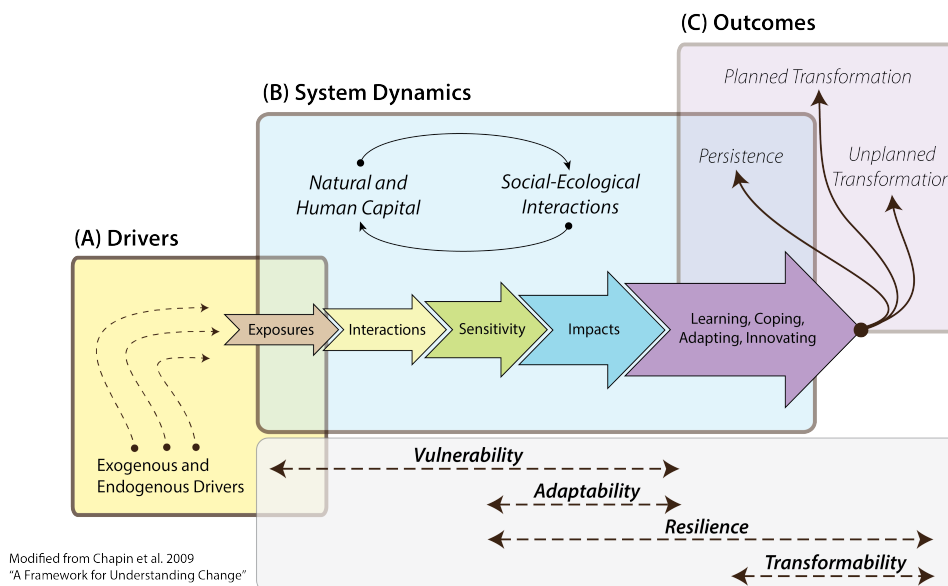 (C) Outcomes
Planned Transformation
(B) System Dynamics
Persistence
Unplanned
Transformation
Natural and
Human Capital
Social-Ecological
Interactions
(A) Drivers
Exposures
Interactions
Sensitivity
Impacts
Learning, Coping,
Adapting, Innovating
Exogenous and
Endogenous Drivers
Vulnerability
Adaptability
Resilience
Transformability
Modified from Chapin et al. 2009
“A Framework for Understanding Change”